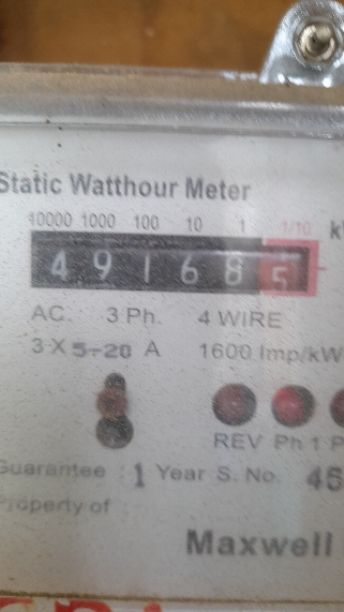 Static Watthour Meter
10000 1000 100 10 1 1/10 k
4 9 1 6 8 5
AC. 3 Ph. 4 WIRE
3 X 5-20 A 1600 Imp/kW
REV Ph 1 P
Guarantee : 1 Year S. No. 46
Property of
Maxwell